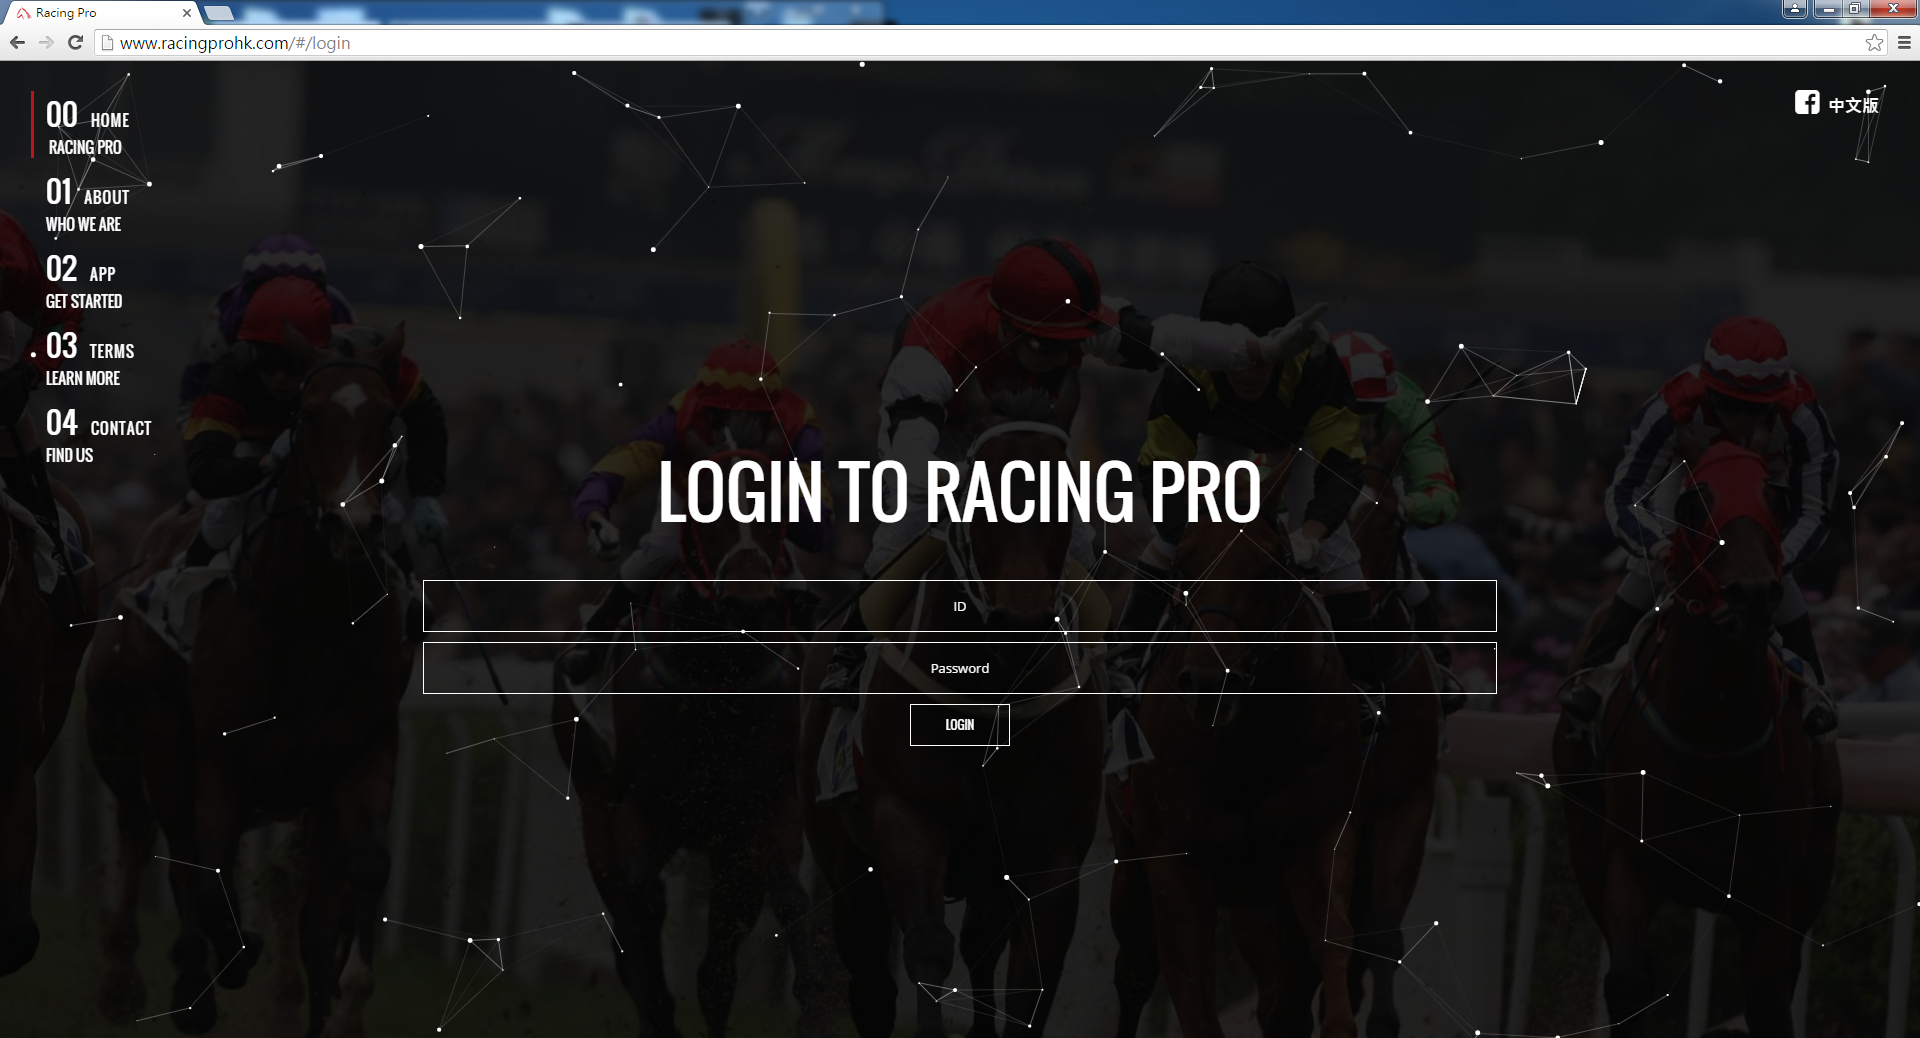 Racing Pro
www.racingprohk.com/#/login
00 HOME
RACING PRO
01 ABOUT
WHO WE ARE
02 APP
GET STARTED
03 TERMS
LEARN MORE
04 CONTACT
FIND US
中文版
LOGIN TO RACING PRO
ID
Password
LOGIN